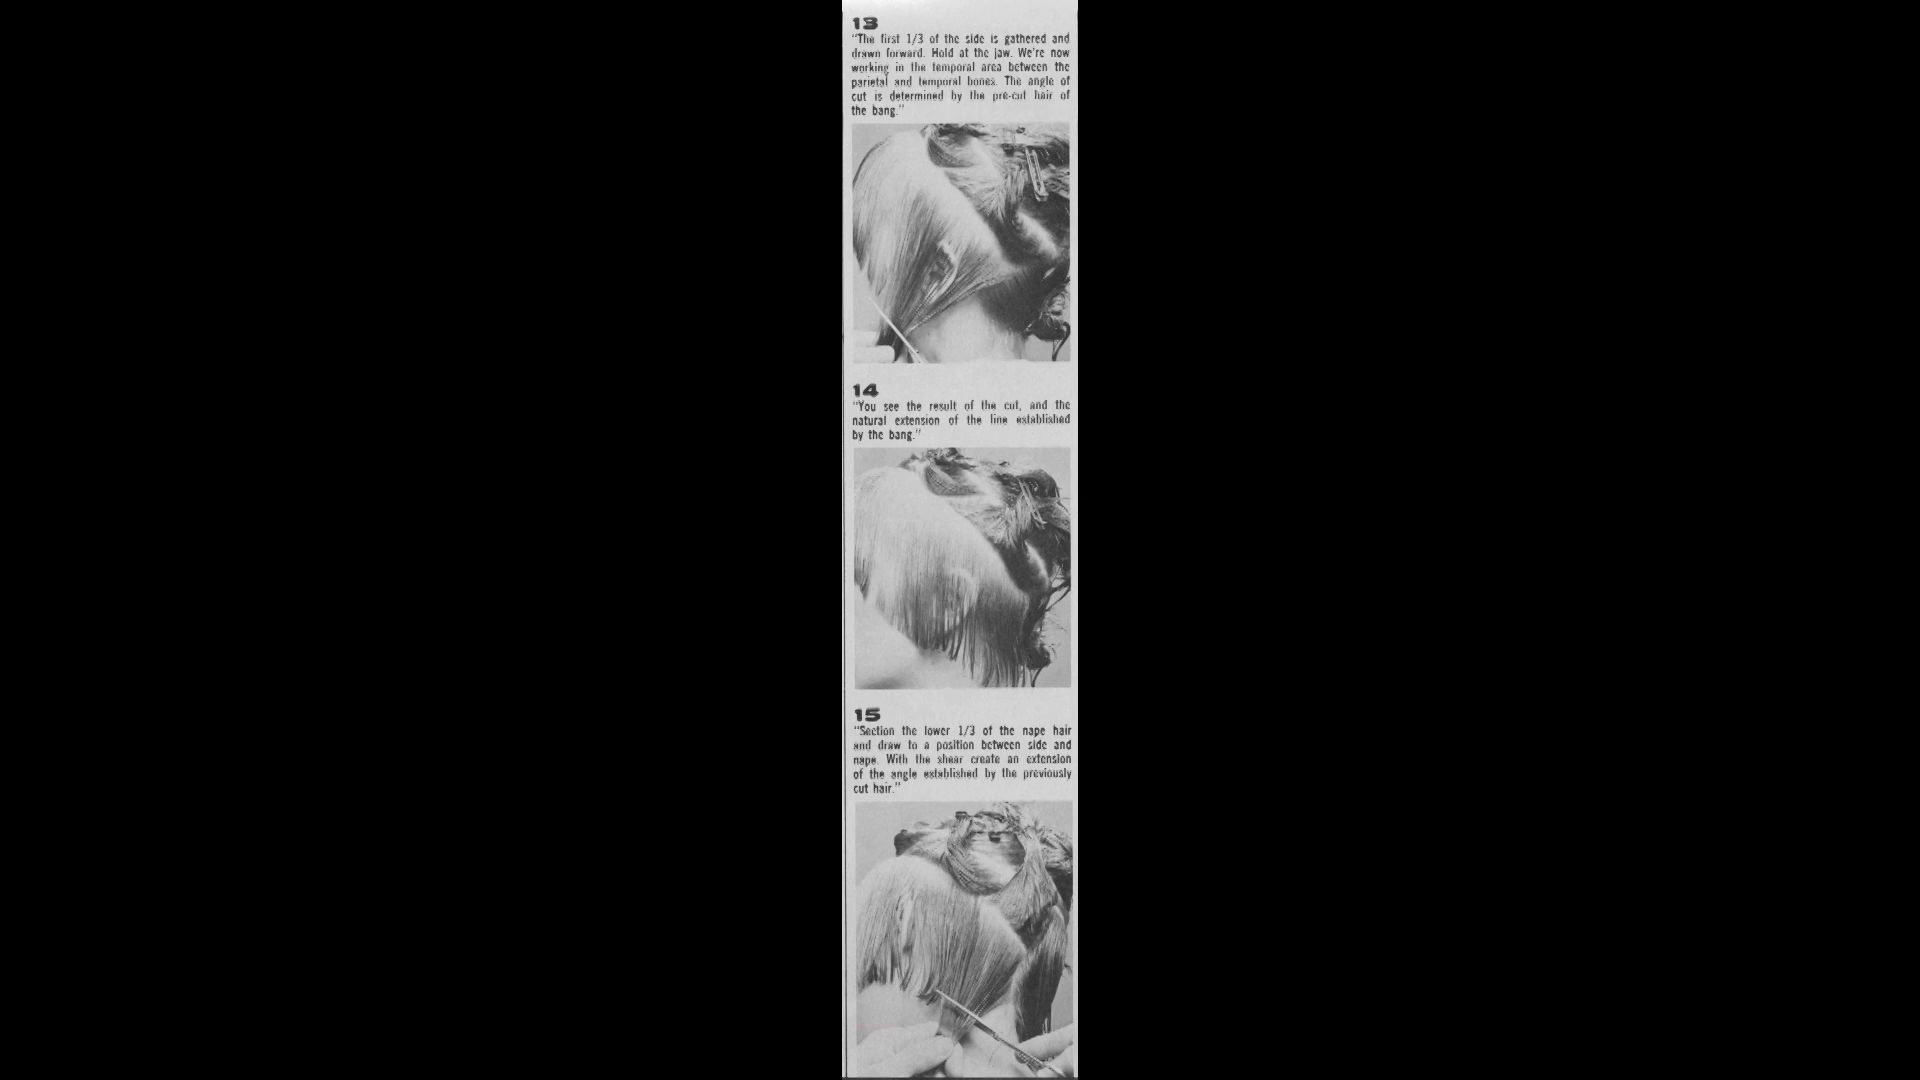 13
"The first 1/3 of the side is gathered and
drawn forward. Hold at the jaw. We're now
working in the temporal area between the
parietal and temporal bones. The angle of
cut is determined by the pre-cut hair of
the bang."
14
"You see the result of the cut, and the
natural extension of the line established
by the bang."
15
"Section the lower 1/3 of the nape hair
and draw to a position between side and
nape. With the shear create an extension
of the angle established by the previously
cut hair."